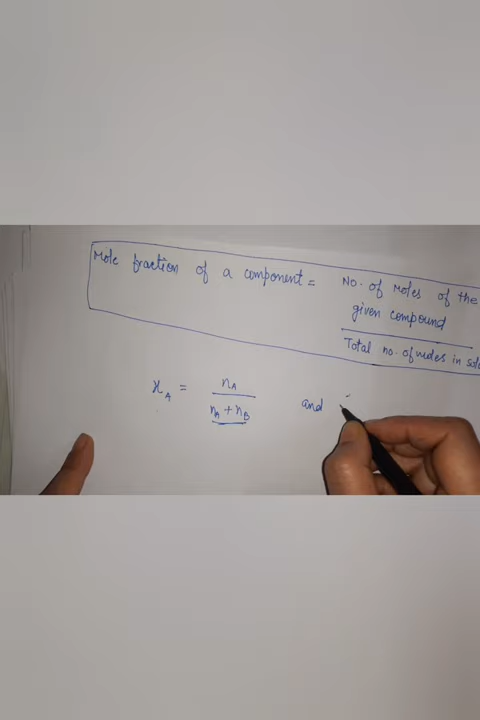 Mole fraction of a component = No. of Moles of the
given compound
Total no. of moles in
x_A = n_A / n_A + n_B and